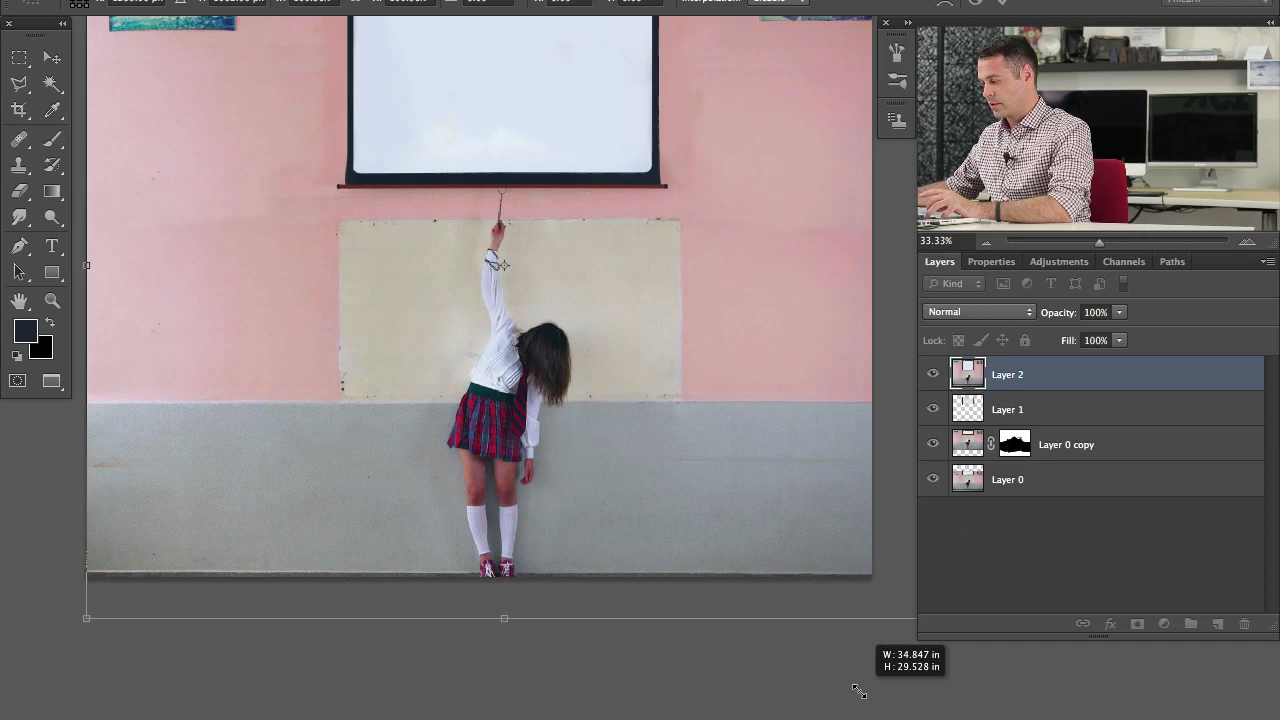 33.33%
Layers Properties Adjustments Channels Paths
Kind
Normal Opacity: 100%
Lock: Fill: 100%
Layer 2
Layer 1
Layer 0 copy
Layer 0
W: 34.847 in
H: 29.528 in
T